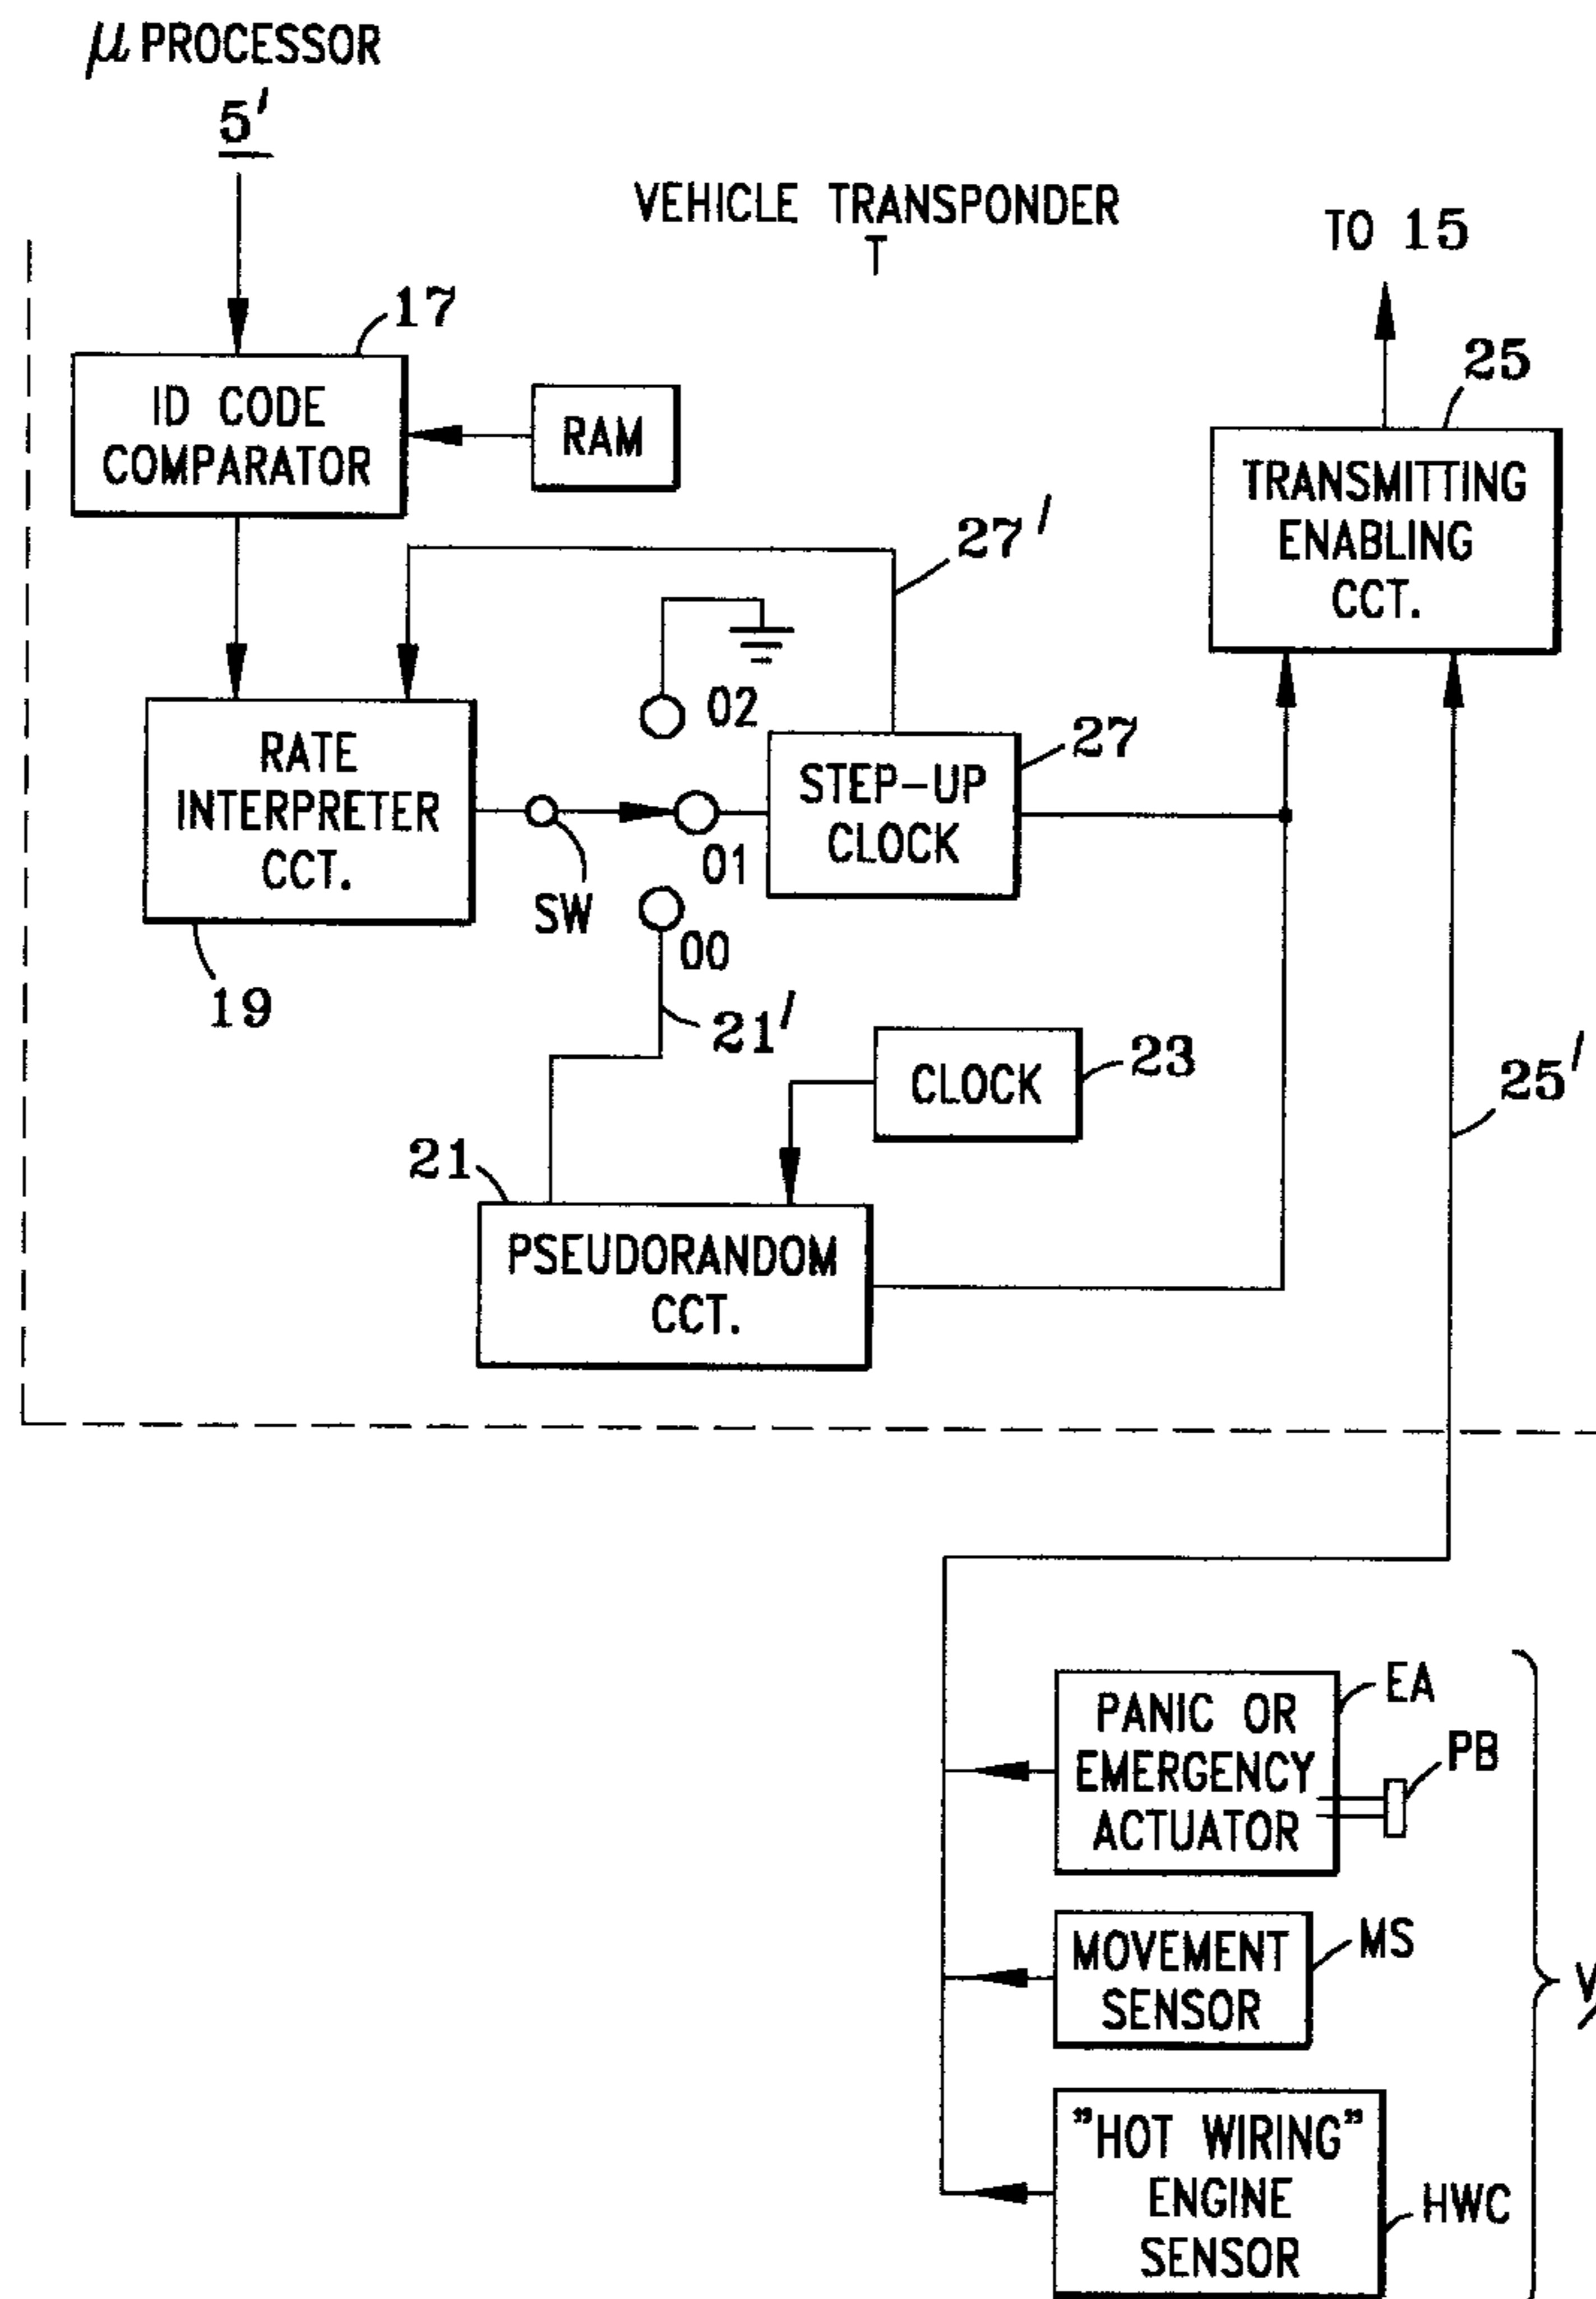 μ PROCESSOR
5'
VEHICLE TRANSPONDER
T
TO 15
17
ID CODE
COMPARATOR
RAM
25
TRANSMITTING
ENABLING
CCT.
27'
02
RATE
INTERPRETER
CCT.
27
STEP-UP
CLOCK
01
SW
00
19
21'
CLOCK
23
25'
21
PSEUDORANDOM
CCT.
PANIC OR
EMERGENCY
ACTUATOR
EA
PB
MOVEMENT
SENSOR
MS
V
"HOT WIRING"
ENGINE
SENSOR
HWC